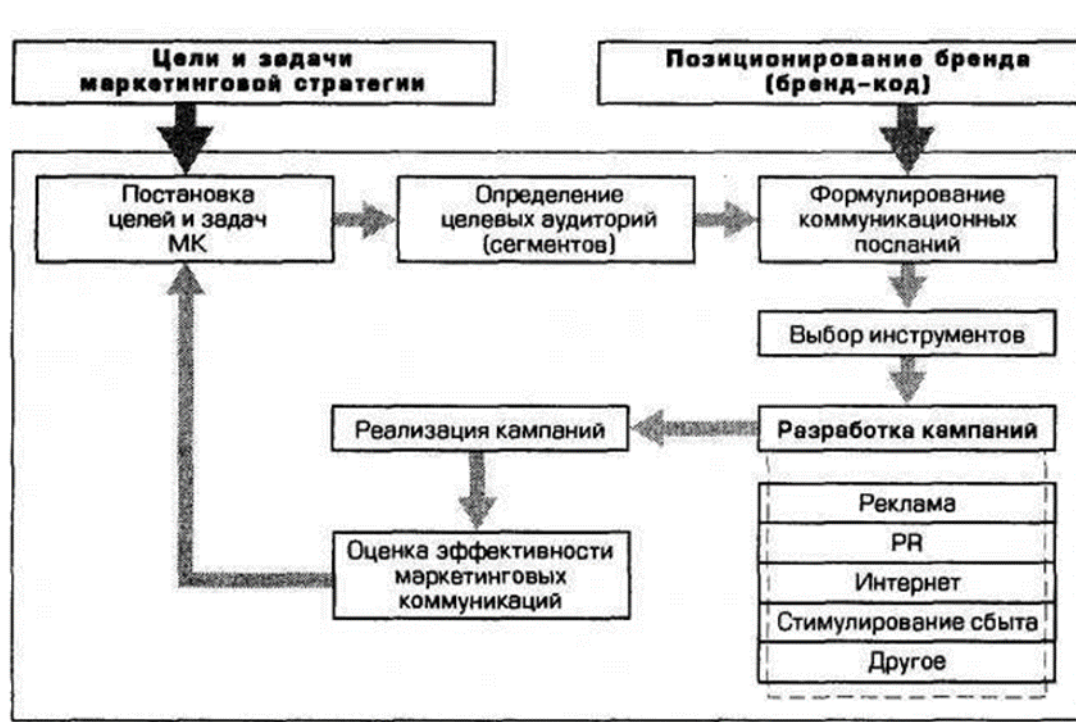 Цели и задачи
маркетинговой стратегии
Позиционирование бренда
(бренд-код)
Постановка
целей и задач
МК
Определение
целевых аудиторий
(сегментов)
Формулирование
коммуникационных
посланий
Выбор инструментов
Реализация кампаний
Разработка кампаний
Оценка эффективности
маркетинговых
коммуникаций
Реклама
PR
Интернет
Стимулирование сбыта
Другое